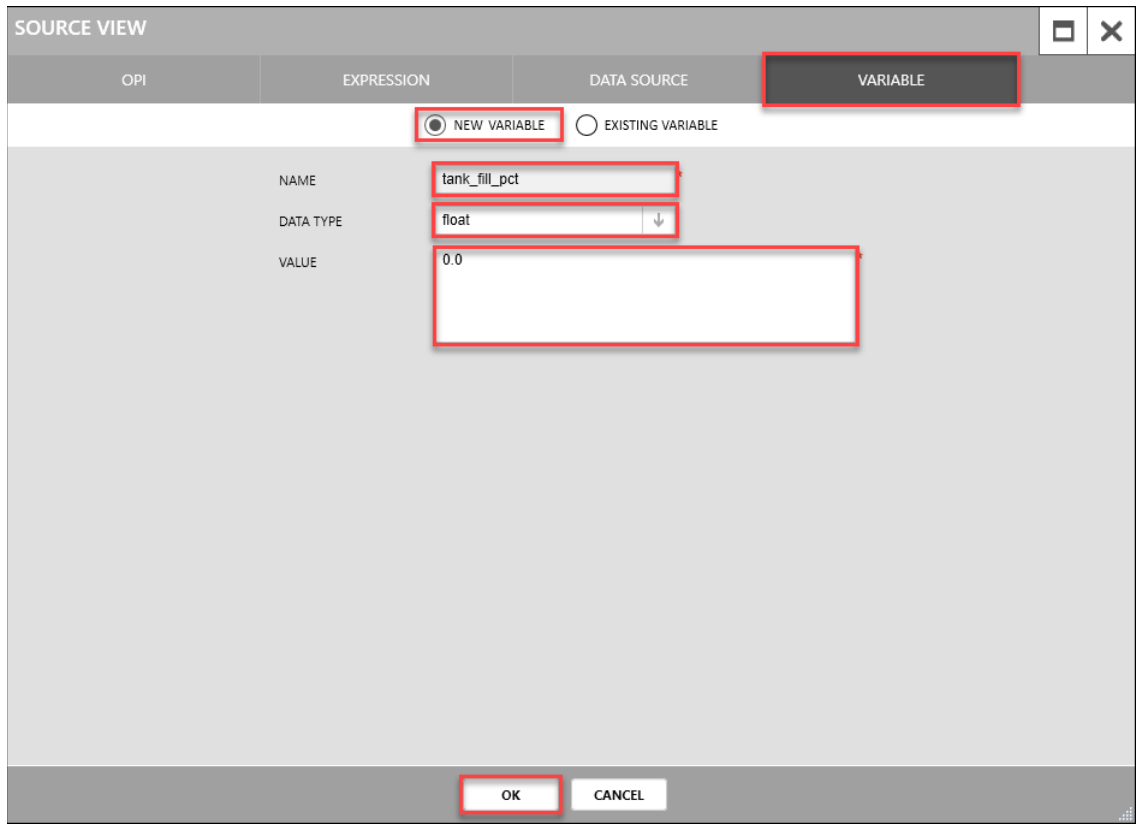 SOURCE VIEW
OPI EXPRESSION DATA SOURCE VARIABLE
NEW VARIABLE EXISTING VARIABLE
NAME tank_fill_pct *
DATA TYPE float
VALUE 0.0 *
OK CANCEL